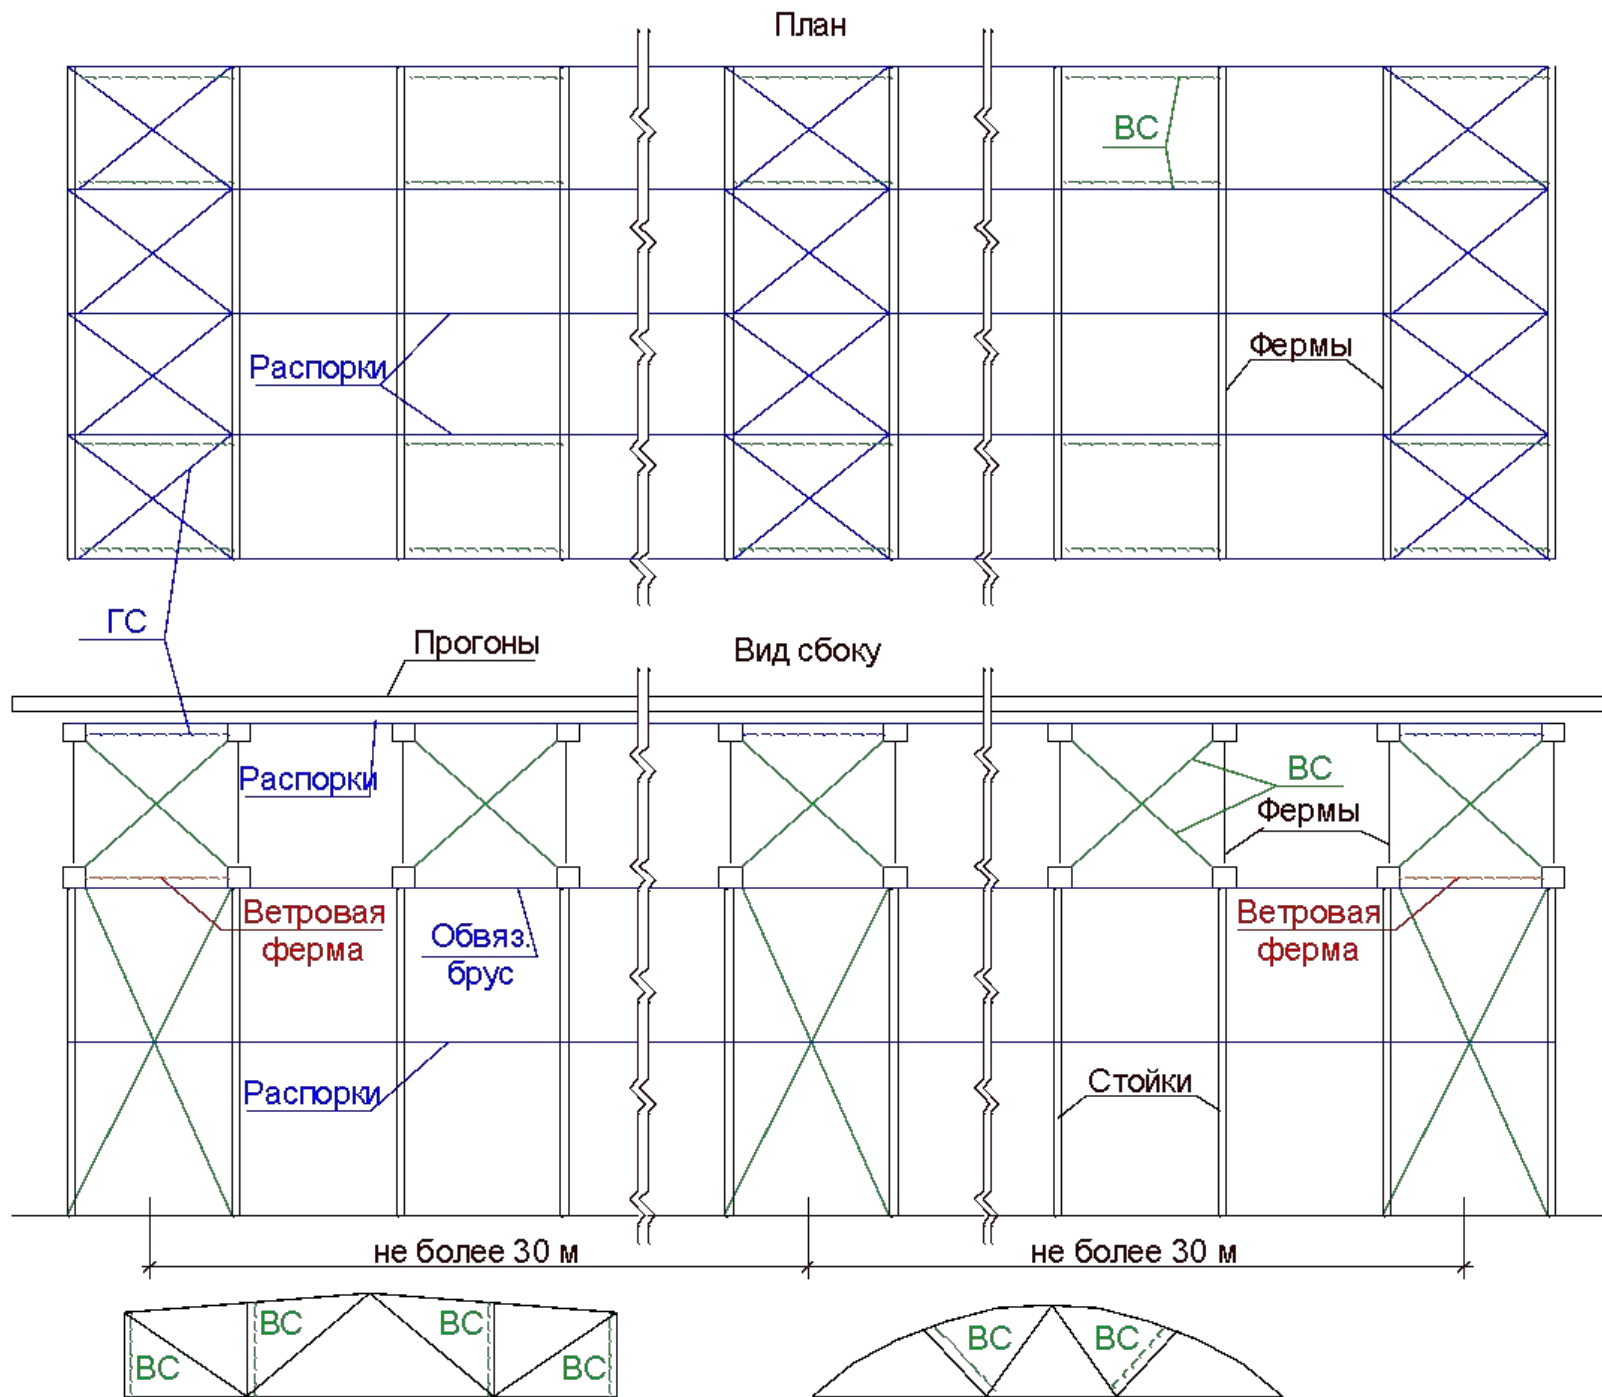 План
ВС
Фермы
Распорки
ГС
Прогоны
Вид сбоку
Распорки
ВС
Фермы
Ветровая
ферма
Обвяз.
брус
Ветровая
ферма
Распорки
Стойки
не более 30 м
не более 30 м
ВС
ВС
ВС
ВС
ВС
ВС